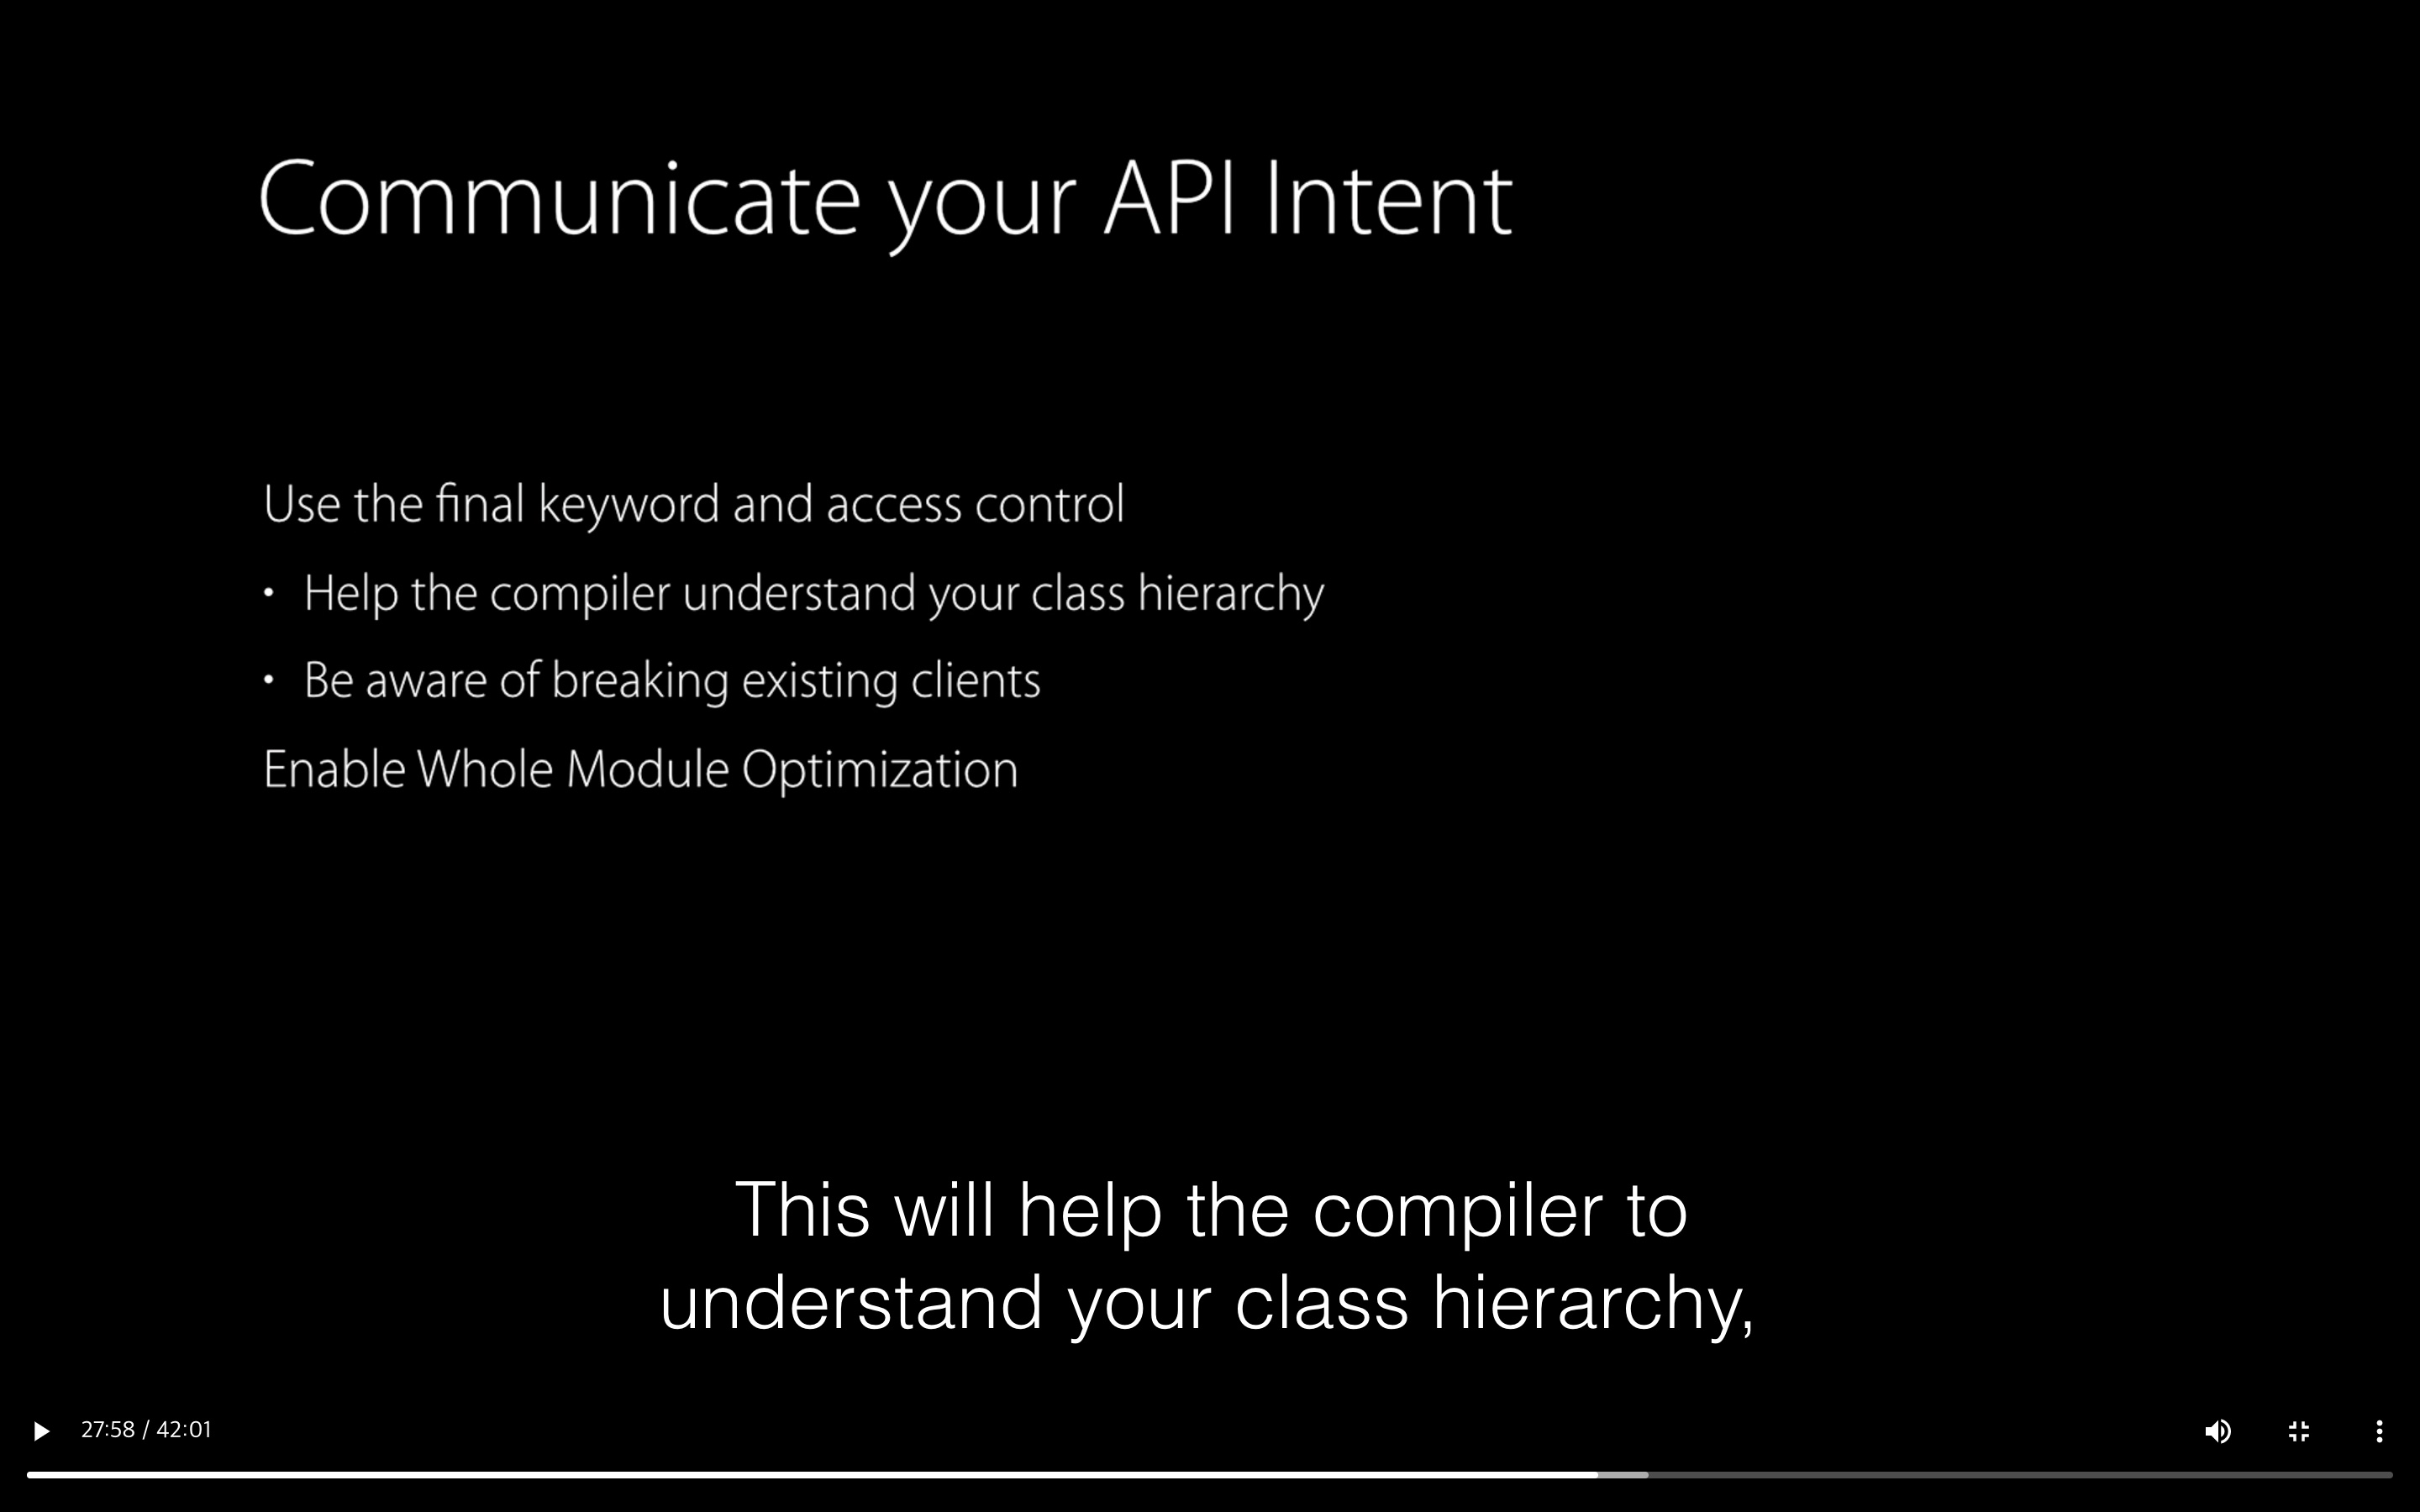 Communicate your API Intent
Use the final keyword and access control
• Help the compiler understand your class hierarchy
• Be aware of breaking existing clients
Enable Whole Module Optimization
This will help the compiler to
understand your class hierarchy,
27:58 / 42:01